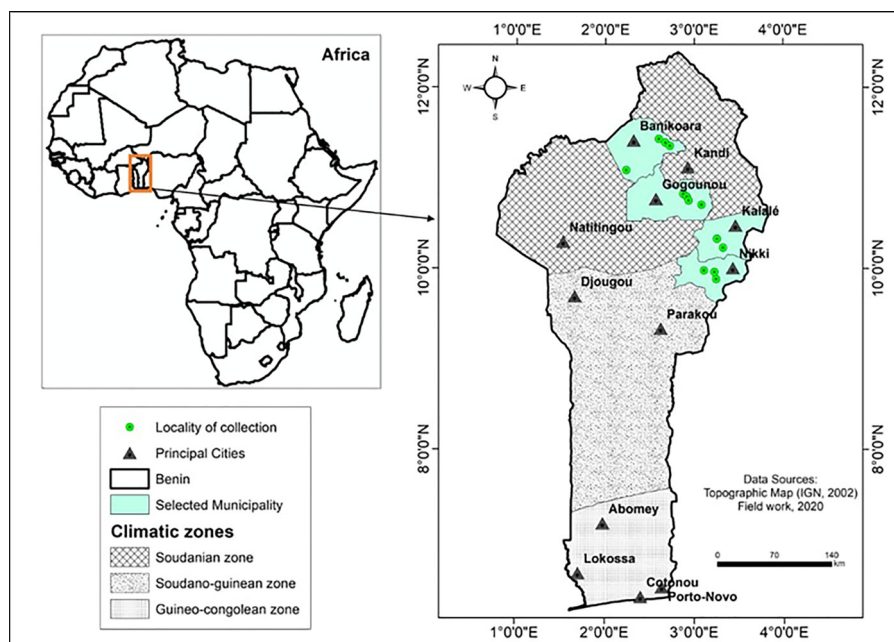 Africa
1°0'0"E
2°0'0"E
3°0'0"E
4°0'0"E
12°0'0"N
10°0'0"N
8°0'0"N
N
W
E
S
Banikoara
Kandi
Gogounou
Kalalé
Natitingou
Nikki
Djougou
Parakou
Abomey
Lokossa
Cotonou
Porto-Novo
Data Sources:
Topographic Map (IGN, 2002)
Field work, 2020
0
70
140
km
12°0'0"N
10°0'0"N
8°0'0"N
1°0'0"E
2°0'0"E
3°0'0"E
4°0'0"E
Locality of collection
Principal Cities
Benin
Selected Municipality
Climatic zones
Soudanian zone
Soudano-guinean zone
Guineo-congolean zone